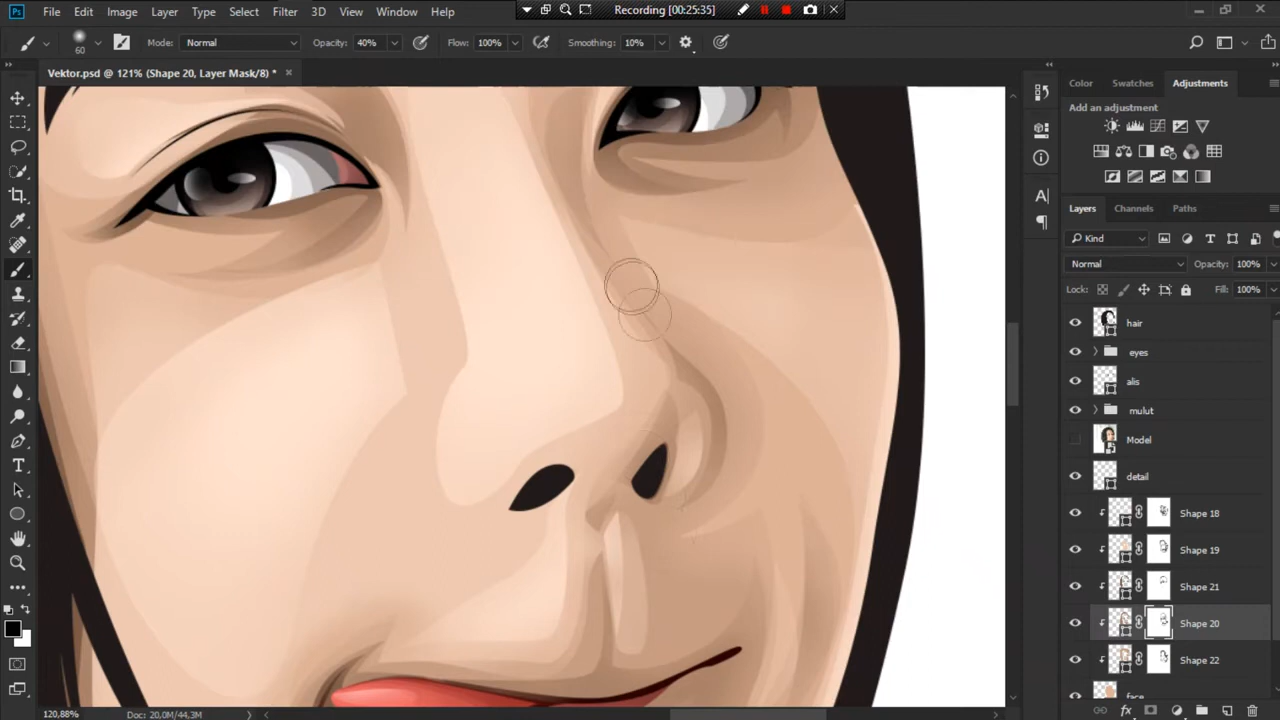 Ps File Edit Image Layer Type Select Filter 3D View Window Help
Recording [00:25:35]
60 Mode: Normal Opacity: 40% Flow: 100% Smoothing: 10%
Vektor.psd @ 121% (Shape 20, Layer Mask/8) *
Color Swatches Adjustments
Add an adjustment
Layers Channels Paths
Kind
Normal Opacity: 100%
Lock: Fill: 100%
hair
eyes
alis
mulut
Model
detail
Shape 18
Shape 19
Shape 21
Shape 20
Shape 22
face
120,88% Doc: 20,0M/44,3M